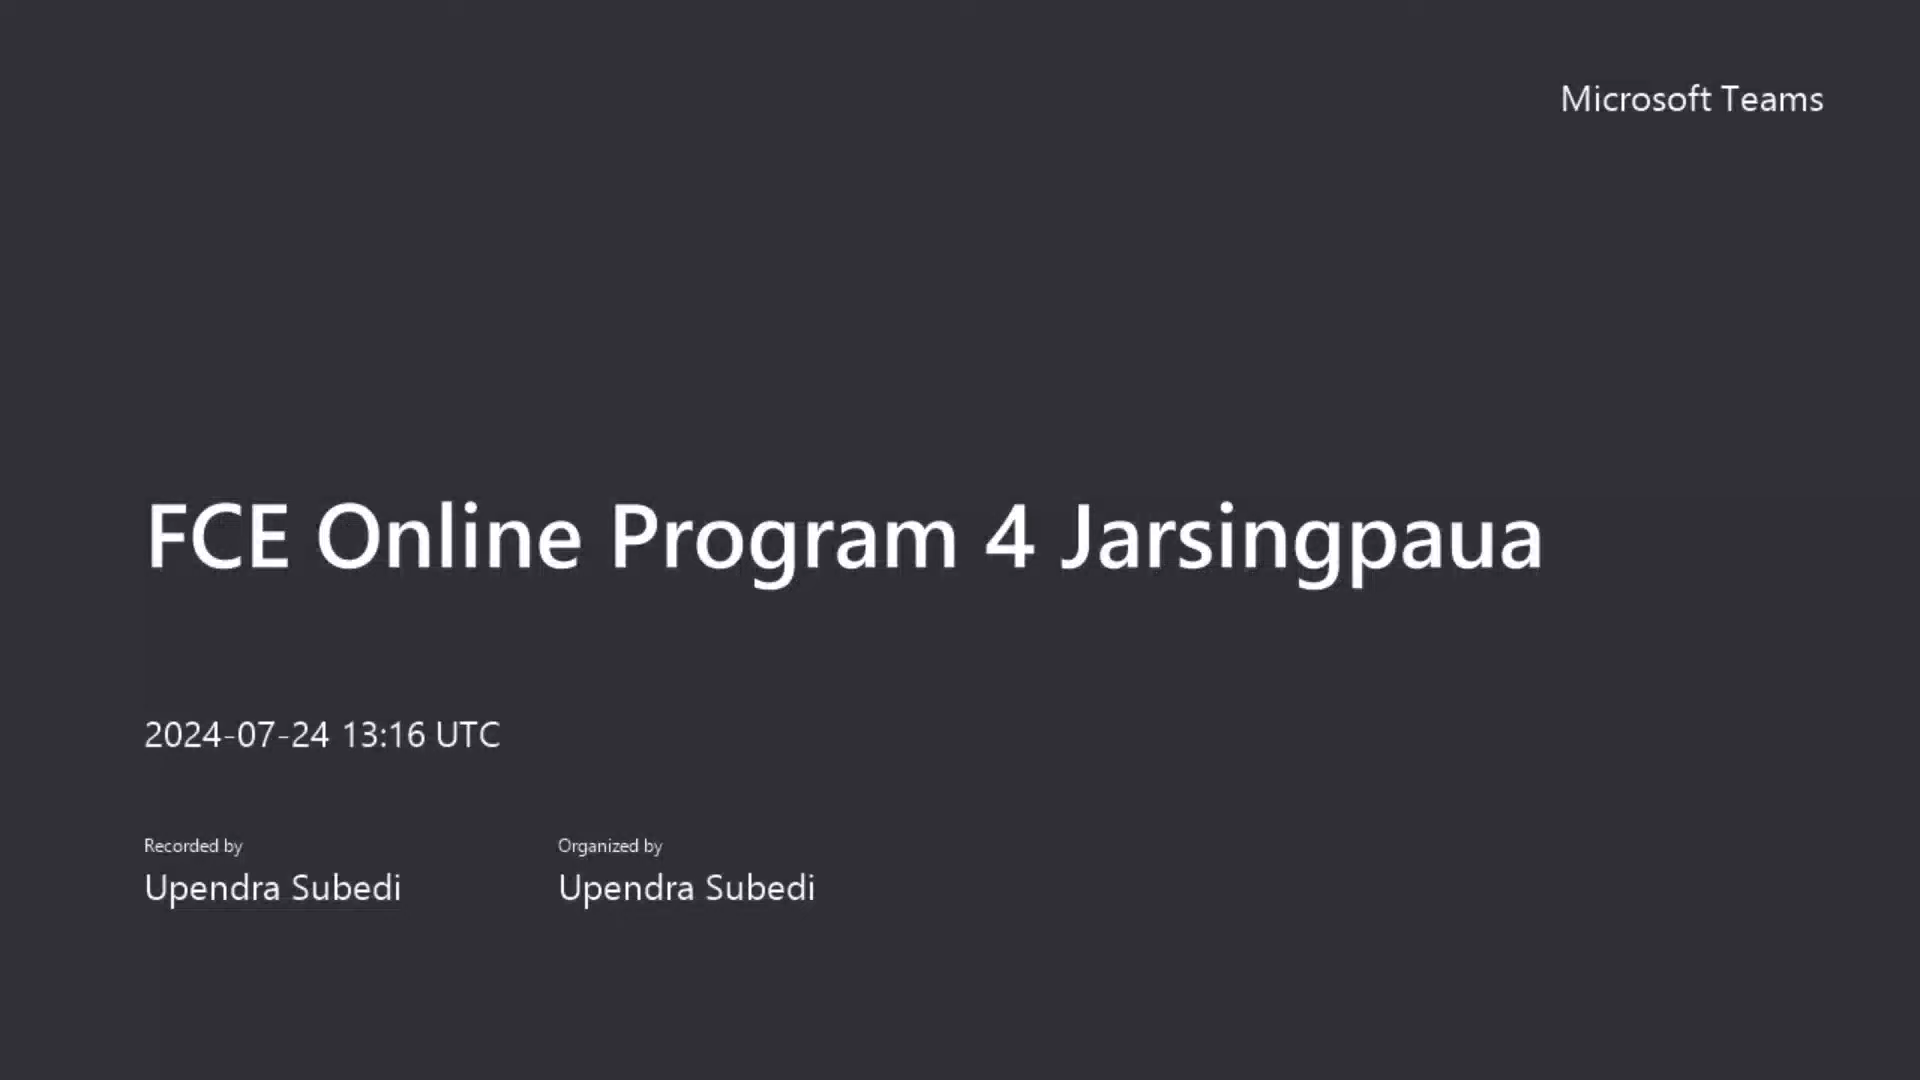 Microsoft Teams
FCE Online Program 4 Jarsingpaua
2024-07-24 13:16 UTC
Recorded by
Upendra Subedi
Organized by
Upendra Subedi